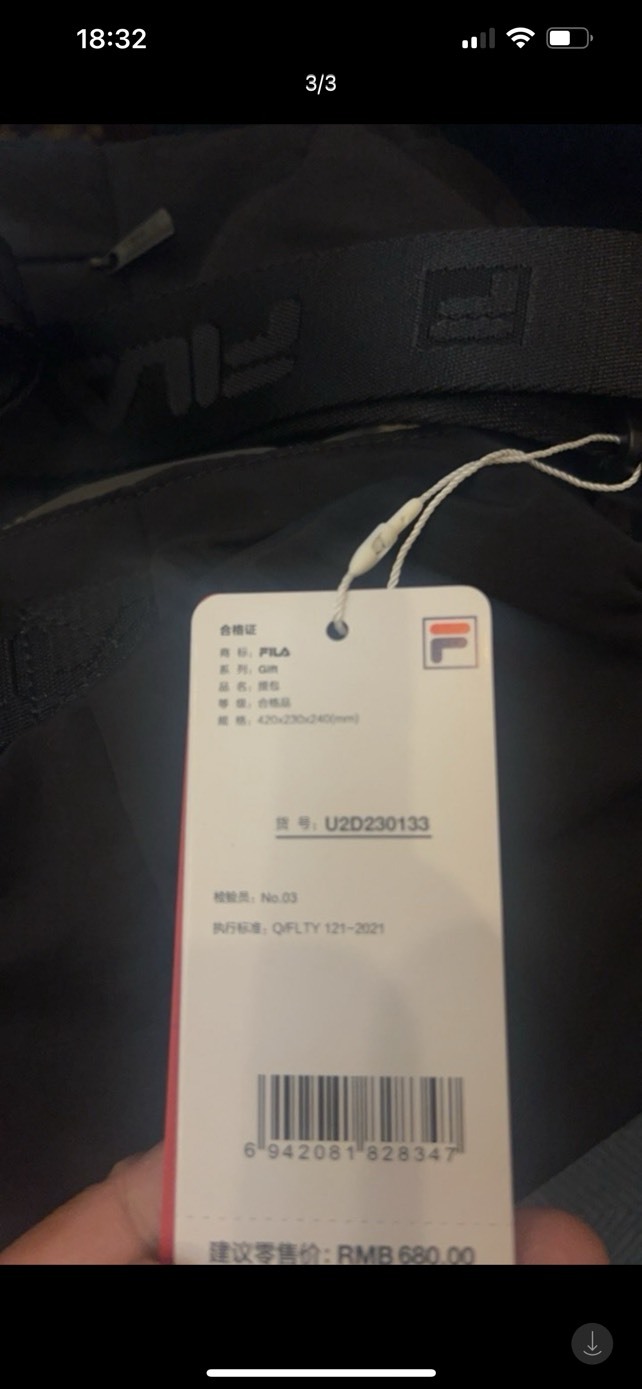 18:32
3/3
FILA
合格证
商 标: FILA
系 列: Gift
品 名: 提包
等 级: 合格品
规 格: 420x230x240(mm)
货 号: U2D230133
检验员: No.03
执行标准: Q/FLTY 121-2021
6 942081 828347
建议零售价: RMB 680.00